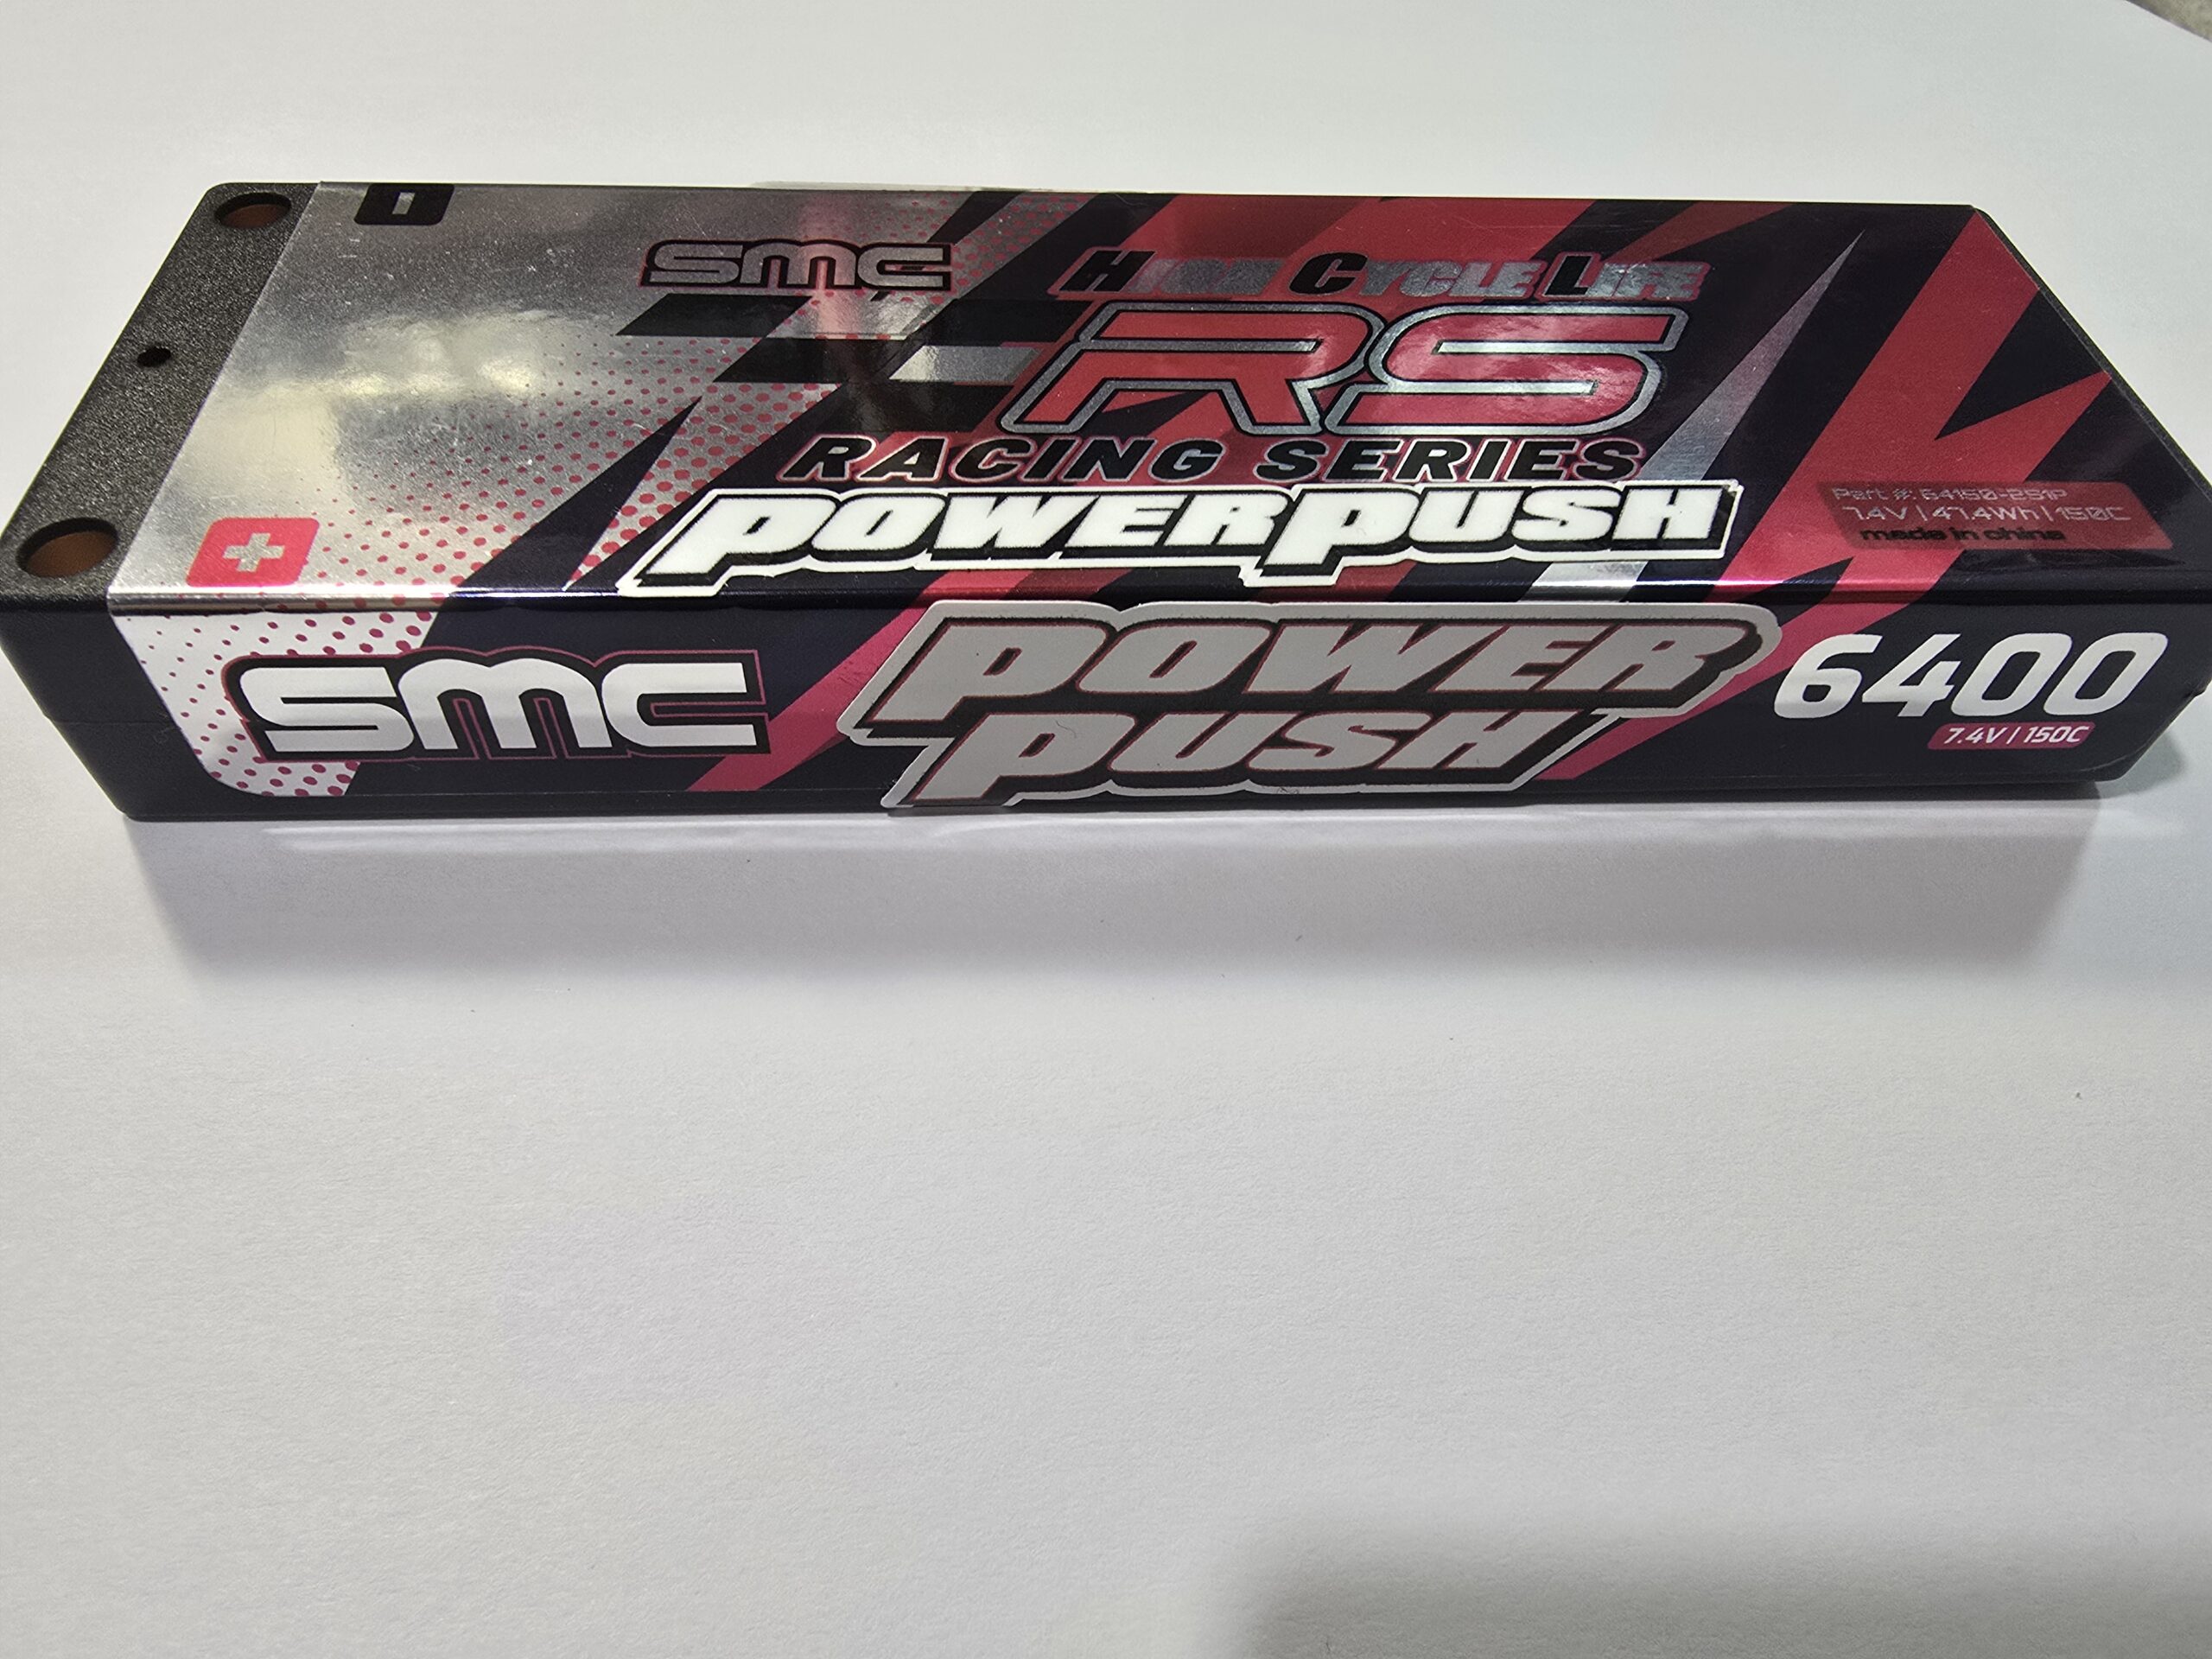 smc
HIGH CYCLE LIFE
RS
RACING SERIES
POWERPUSH
Part #: 64150-2S1P
7.4V | 47.4Wh | 150C
made in china
+
smc
POWER
PUSH
6400
7.4V | 150C